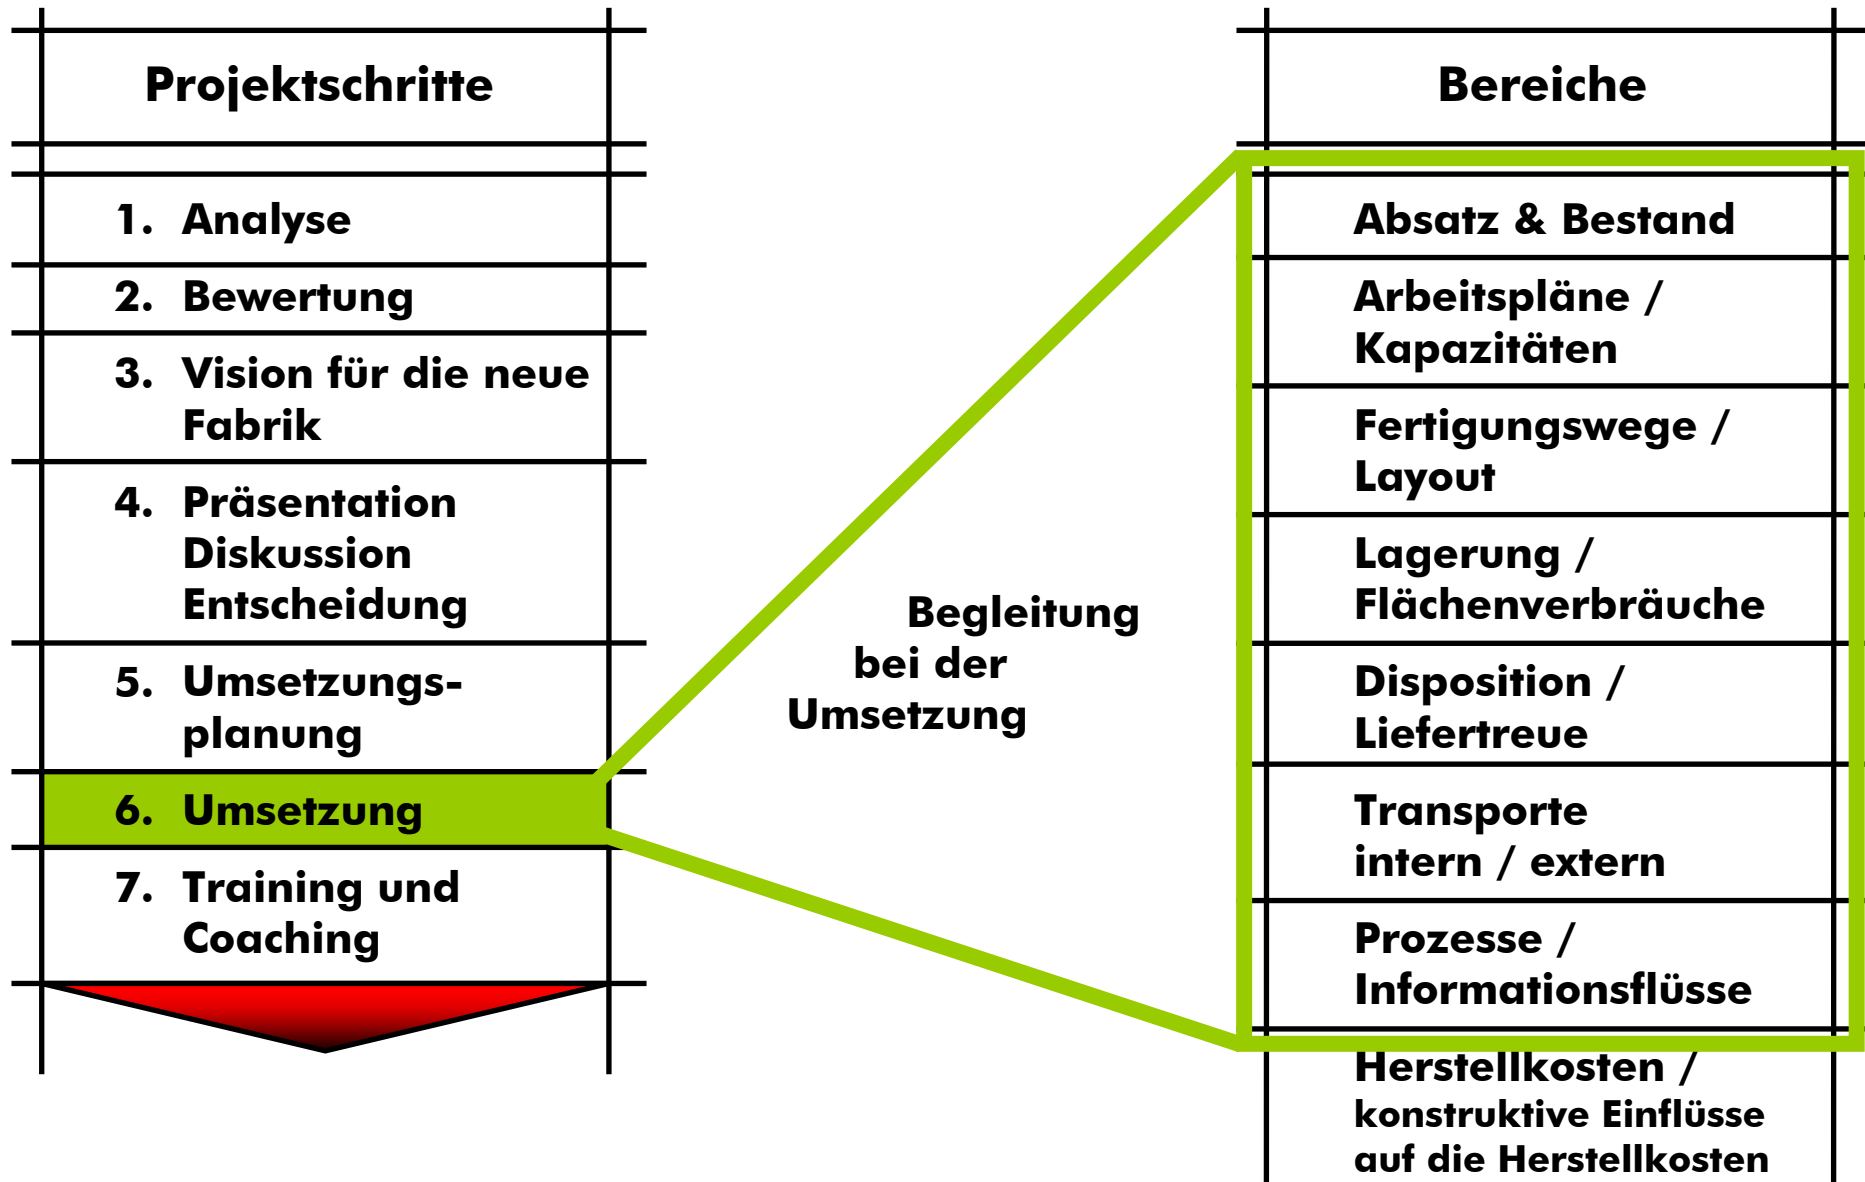 Projektschritte
1. Analyse
2. Bewertung
3. Vision für die neue
Fabrik
4. Präsentation
Diskussion
Entscheidung
5. Umsetzungs-
planung
6. Umsetzung
7. Training und
Coaching
Begleitung
bei der
Umsetzung
Bereiche
Absatz & Bestand
Arbeitspläne /
Kapazitäten
Fertigungswege /
Layout
Lagerung /
Flächenverbräuche
Disposition /
Liefertreue
Transporte
intern / extern
Prozesse /
Informationsflüsse
Herstellkosten /
konstruktive Einflüsse
auf die Herstellkosten